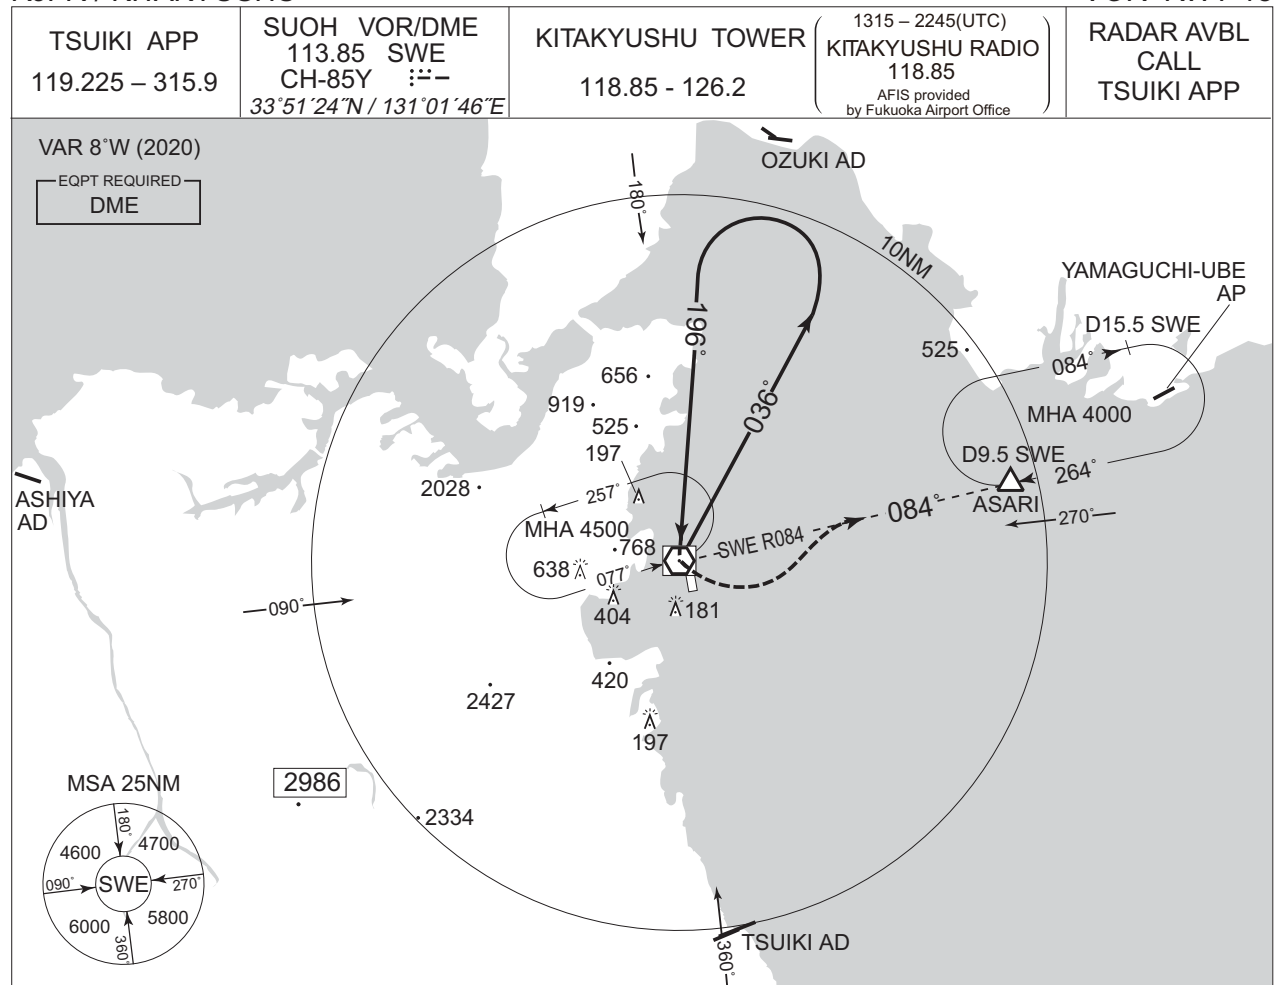 TSUIKI APP
119.225 – 315.9
SUOH VOR/DME
113.85 SWE
CH-85Y
33°51´24˝N / 131°01´46˝E
KITAKYUSHU TOWER
118.85 - 126.2
1315 – 2245(UTC)
KITAKYUSHU RADIO
118.85
AFIS provided
by Fukuoka Airport Office
RADAR AVBL
CALL
TSUIKI APP
VAR 8°W (2020)
EQPT REQUIRED
DME
OZUKI AD
180°
10NM
YAMAGUCHI-UBE
AP
D15.5 SWE
196°
525
084°
656
036°
919
MHA 4000
525
197
D9.5 SWE
264°
2028
257°
ASHIYA
AD
ASARI
084°
270°
MHA 4500
SWE R084
768
638
077°
090°
404
181
420
2427
197
MSA 25NM
2986
2334
180°
4600
4700
090°
SWE
270°
6000
5800
360°
TSUIKI AD
360°